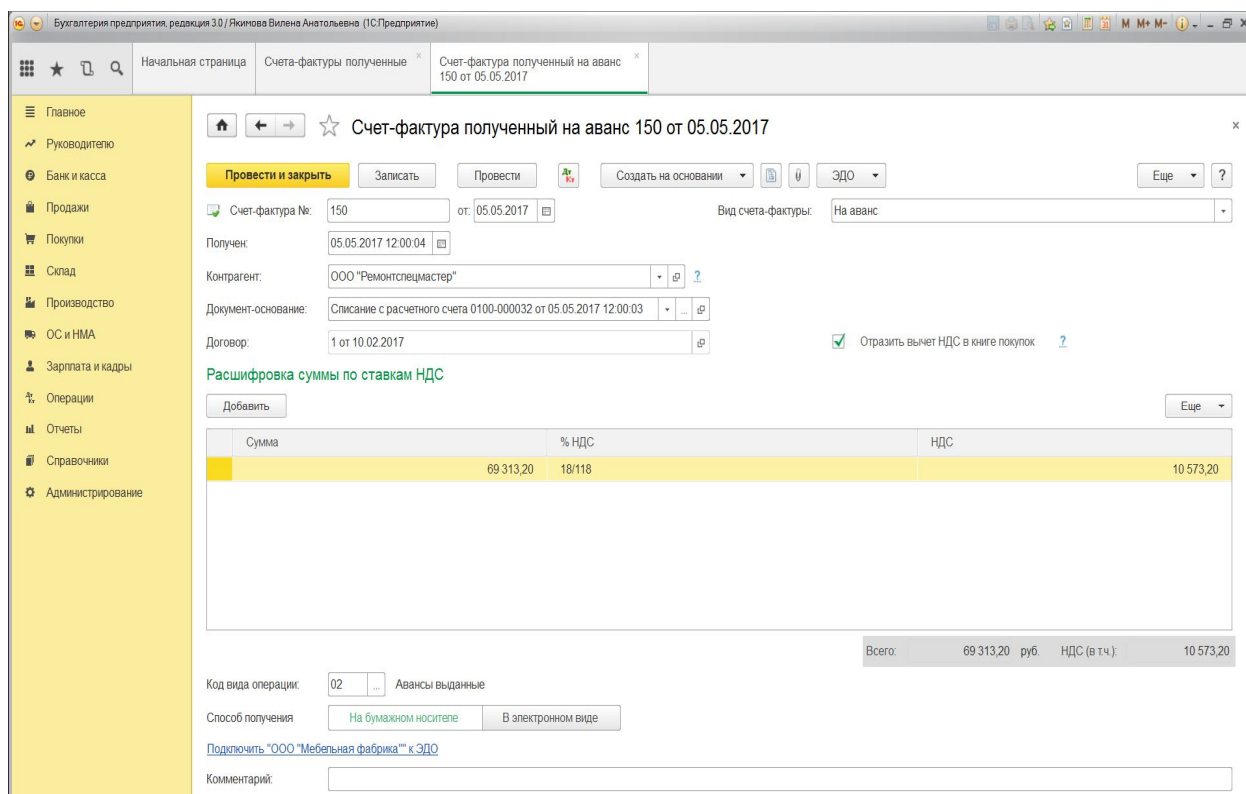 Бухгалтерия предприятия, редакция 3.0 / Якимова Вилена Анатольевна (1С:Предприятие)
M M+ M-
Начальная страница
Счета-фактуры полученные
Счет-фактура полученный на аванс
150 от 05.05.2017
Главное
Руководителю
Банк и касса
Продажи
Покупки
Склад
Производство
ОС и НМА
Зарплата и кадры
Операции
Отчеты
Справочники
Администрирование
Счет-фактура полученный на аванс 150 от 05.05.2017
Провести и закрыть Записать Провести Дт Кт Создать на основании ЭДО Еще ?
Счет-фактура №: 150 от: 05.05.2017 Вид счета-фактуры: На аванс
Получен: 05.05.2017 12:00:04
Контрагент: ООО "Ремонтспецмастер" ?
Документ-основание: Списание с расчетного счета 0100-000032 от 05.05.2017 12:00:03 ...
Договор: 1 от 10.02.2017 Отразить вычет НДС в книге покупок ?
Расшифровка суммы по ставкам НДС
Добавить Еще
Сумма % НДС НДС
69 313,20 18/118 10 573,20
Всего: 69 313,20 руб. НДС (в т.ч.): 10 573,20
Код вида операции: 02 ... Авансы выданные
Способ получения На бумажном носителе В электронном виде
Подключить "ООО "Мебельная фабрика"" к ЭДО
Комментарий: